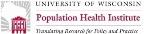 UNIVERSITY OF WISCONSIN
Population Health Institute
Translating Research for Policy and Practice